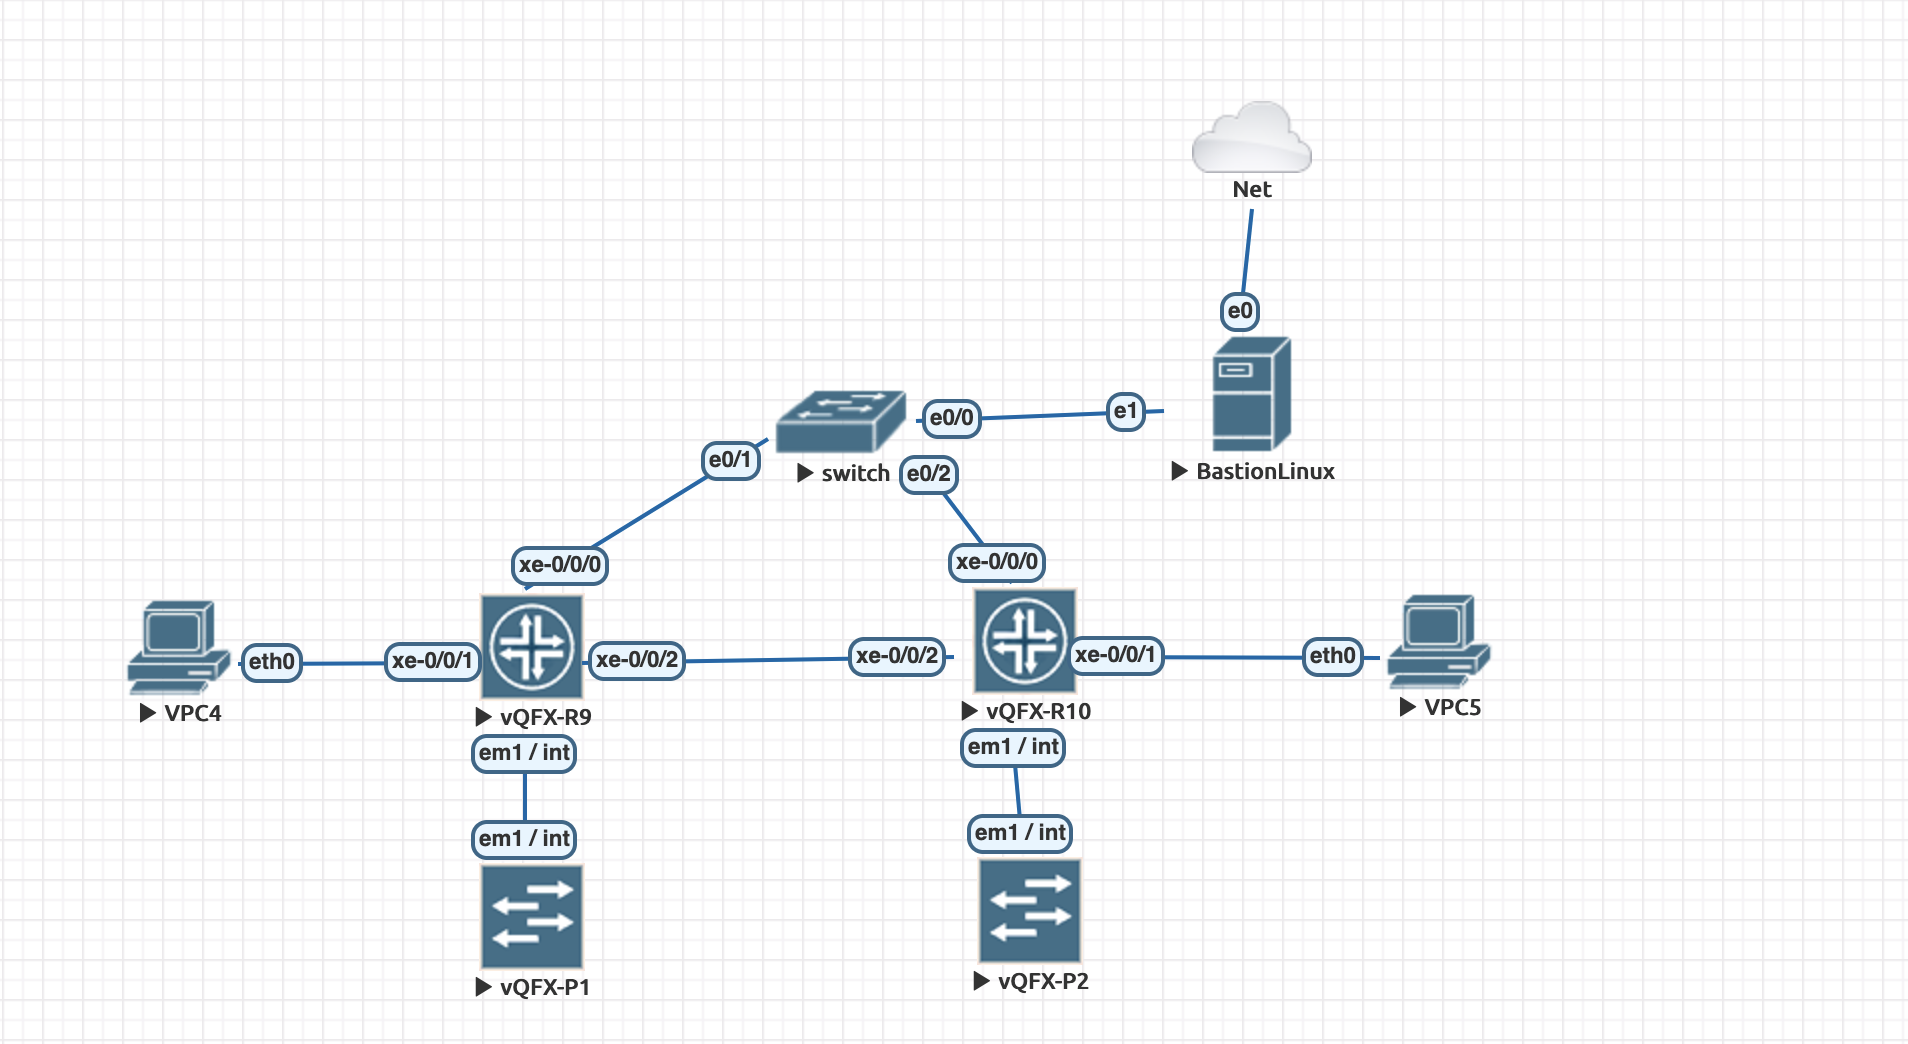 Net
e0
e0/0
e1
switch
e0/2
BastionLinux
e0/1
xe-0/0/0
xe-0/0/0
eth0
xe-0/0/1
xe-0/0/2
xe-0/0/2
xe-0/0/1
eth0
VPC4
vQFX-R9
vQFX-R10
VPC5
em1 / int
em1 / int
em1 / int
em1 / int
vQFX-P1
vQFX-P2